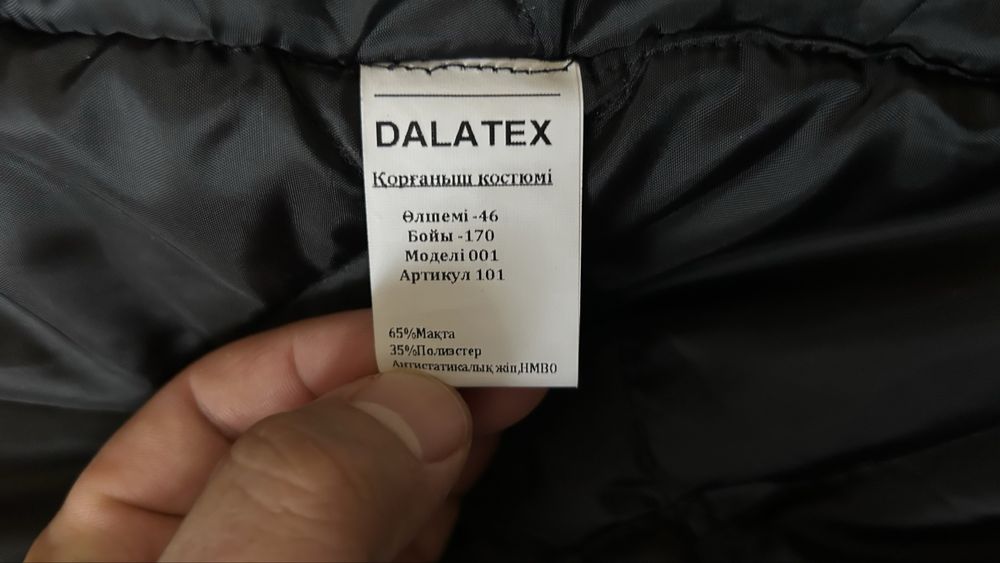 DALATEX
Қорғаныш костюмі
Өлшемі -46
Бойы -170
Моделі 001
Артикул 101
65%Мақта
35%Полиэстер
Антистатикалық жіп,НМВО